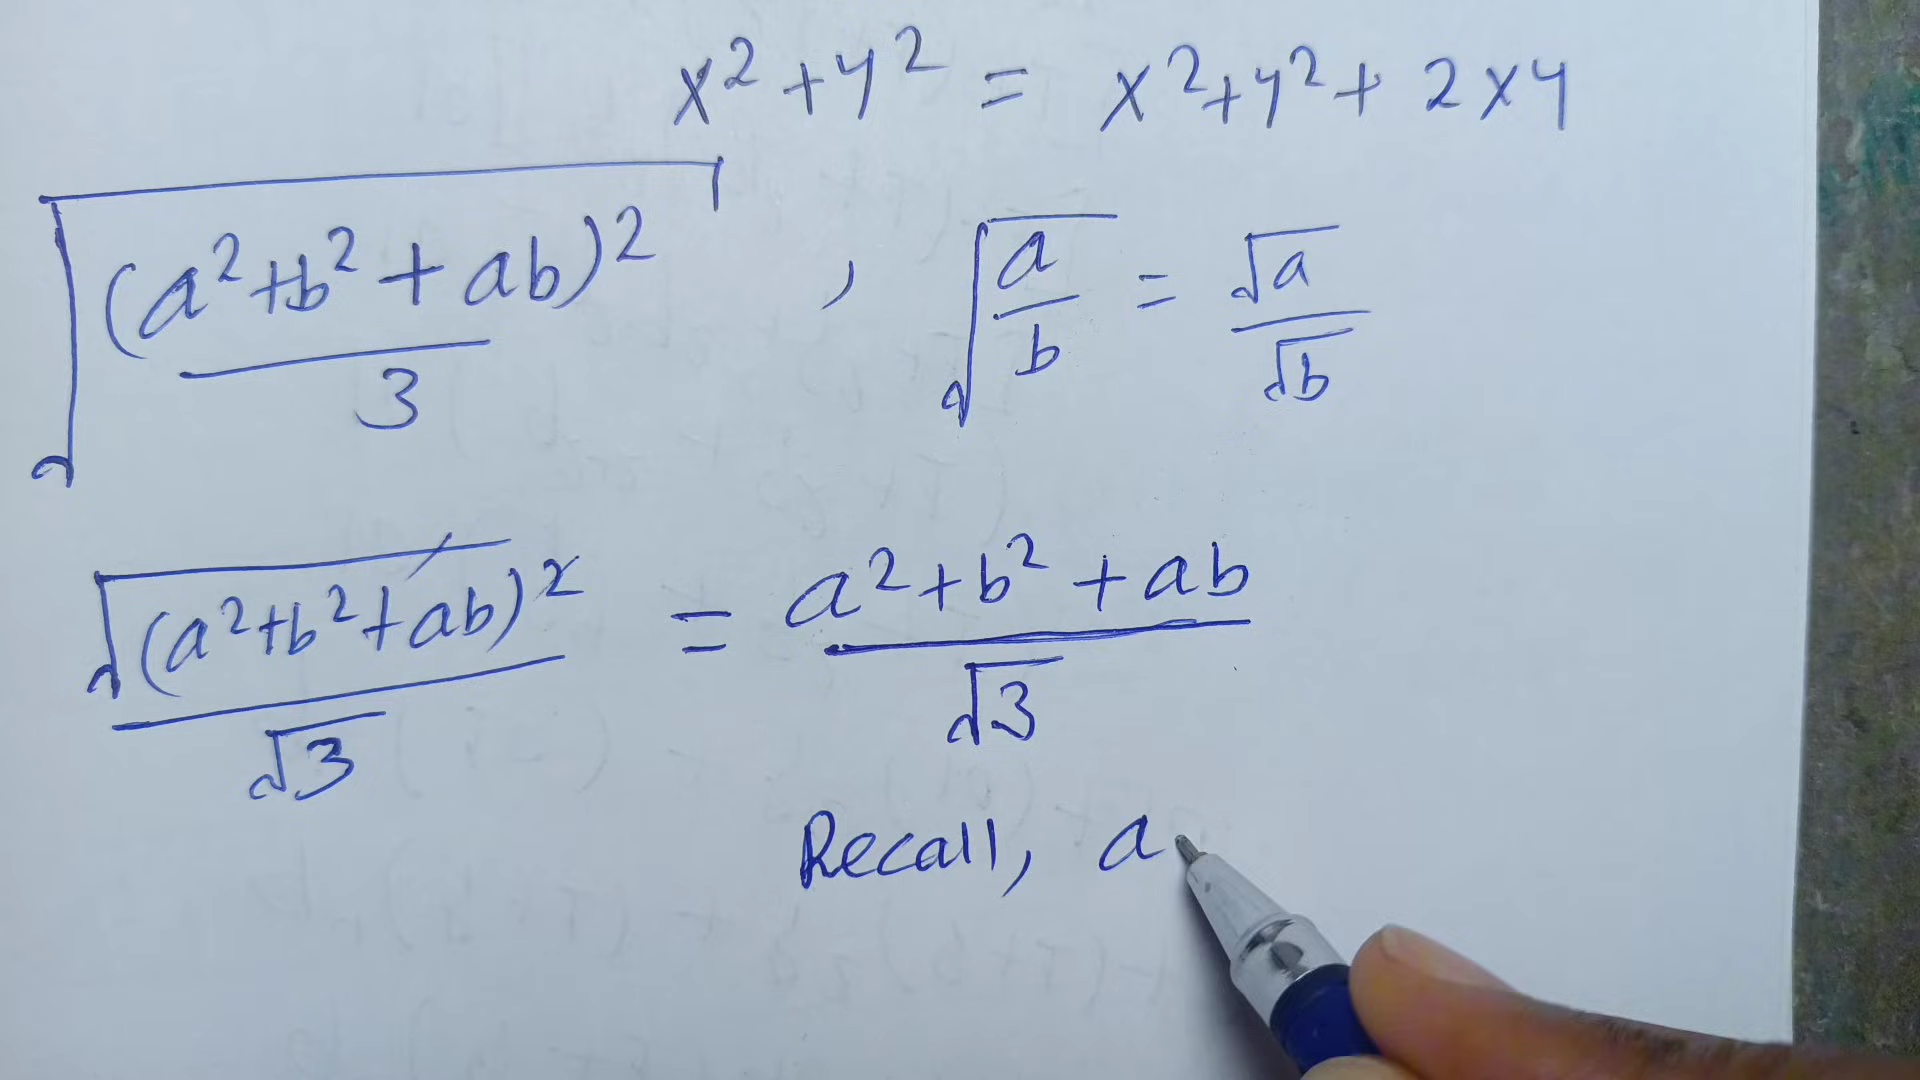 x²+y² = x²+y²+2xy
√((a²+b²+ab)²/3) , √(a/b) = √a/√b
√(a²+b²+ab)²/√3 = a²+b²+ab/√3
Recall, a